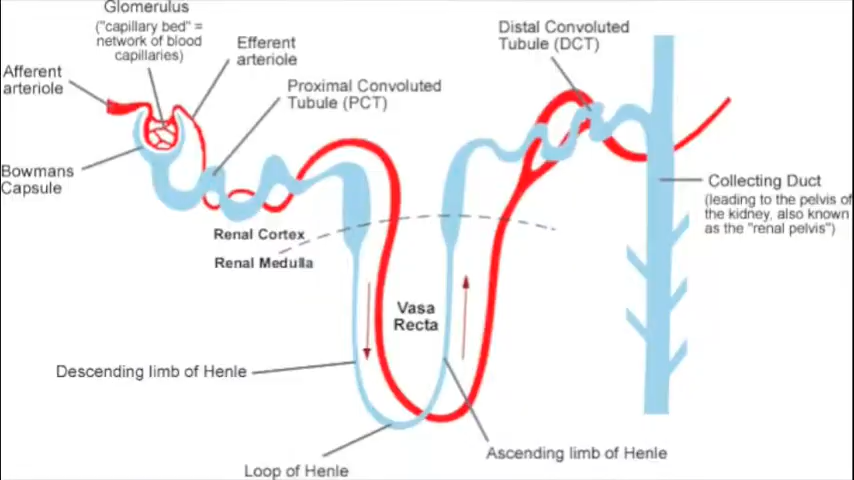 Glomerulus
("capillary bed" =
network of blood
capillaries)
Efferent
arteriole
Afferent
arteriole
Proximal Convoluted
Tubule (PCT)
Distal Convoluted
Tubule (DCT)
Bowmans
Capsule
Collecting Duct
(leading to the pelvis of
the kidney, also known
as the "renal pelvis")
Renal Cortex
Renal Medulla
Vasa
Recta
Descending limb of Henle
Ascending limb of Henle
Loop of Henle